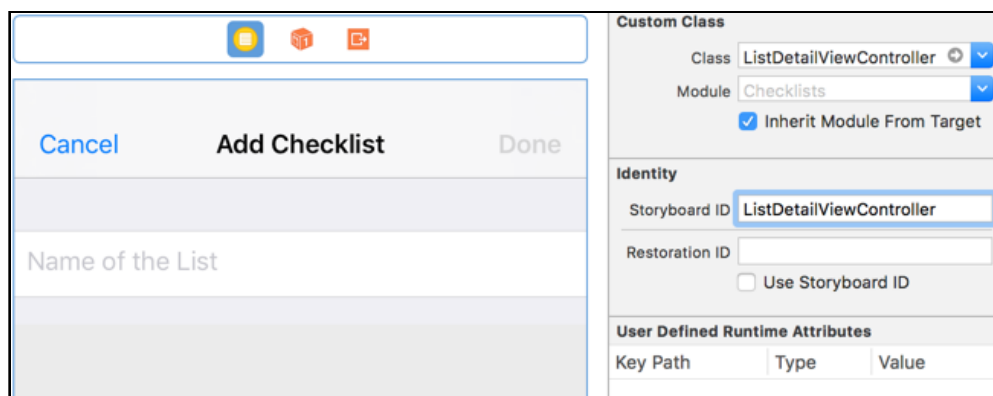 Cancel
Add Checklist
Done
Name of the List
Custom Class
Class ListDetailViewController
Module Checklists
Inherit Module From Target
Identity
Storyboard ID ListDetailViewController
Restoration ID
Use Storyboard ID
User Defined Runtime Attributes
Key Path Type Value